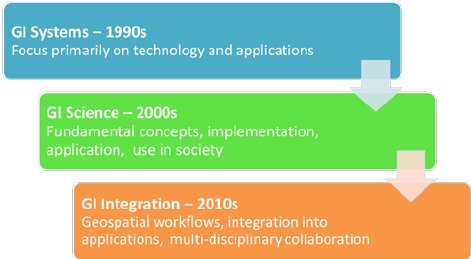 GI Systems – 1990s
Focus primarily on technology and applications
GI Science – 2000s
Fundamental concepts, implementation,
application, use in society
GI Integration – 2010s
Geospatial workflows, integration into
applications, multi-disciplinary collaboration